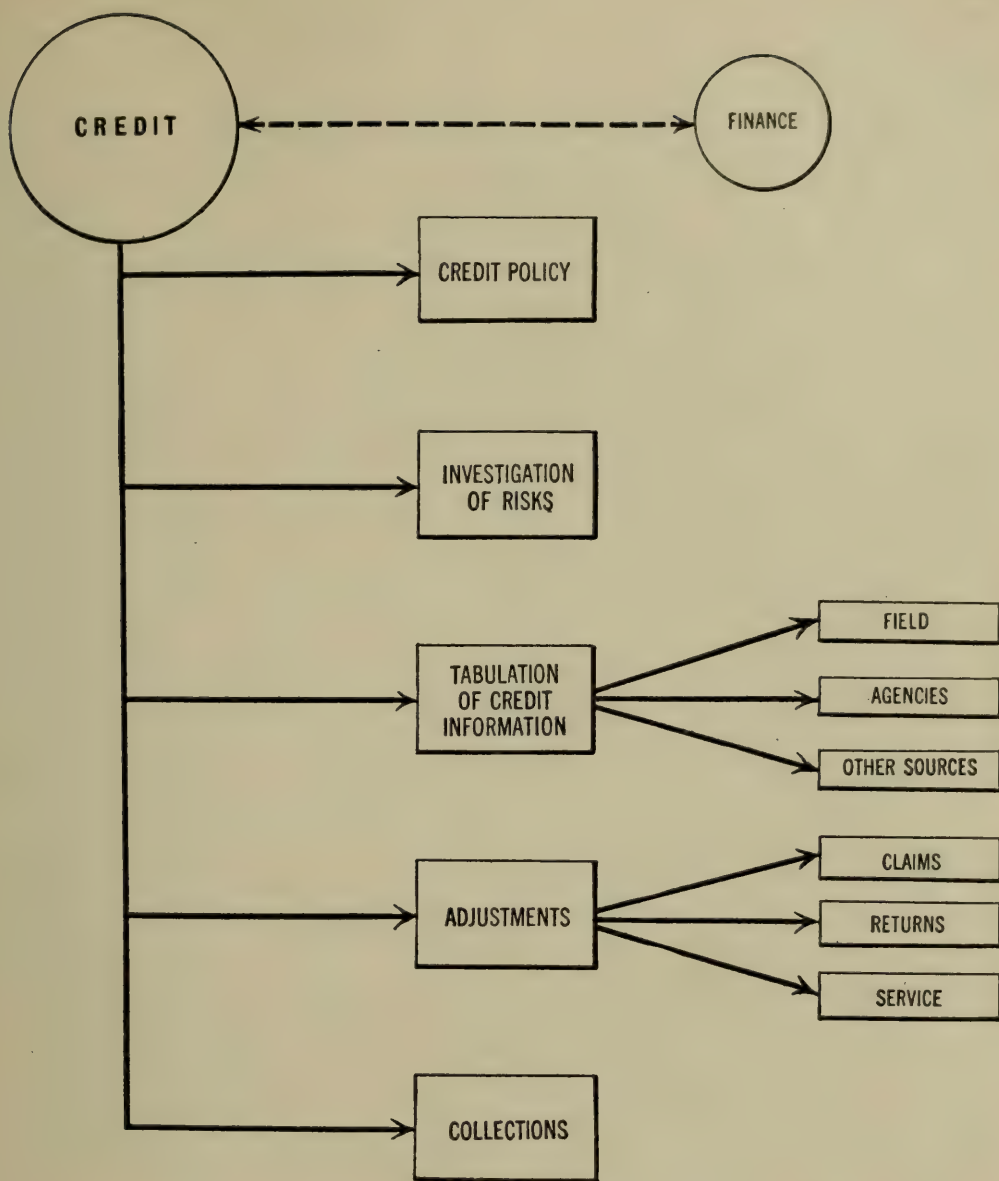 CREDIT
FINANCE
CREDIT POLICY
INVESTIGATION
OF RISKS
TABULATION
OF CREDIT
INFORMATION
FIELD
AGENCIES
OTHER SOURCES
ADJUSTMENTS
CLAIMS
RETURNS
SERVICE
COLLECTIONS